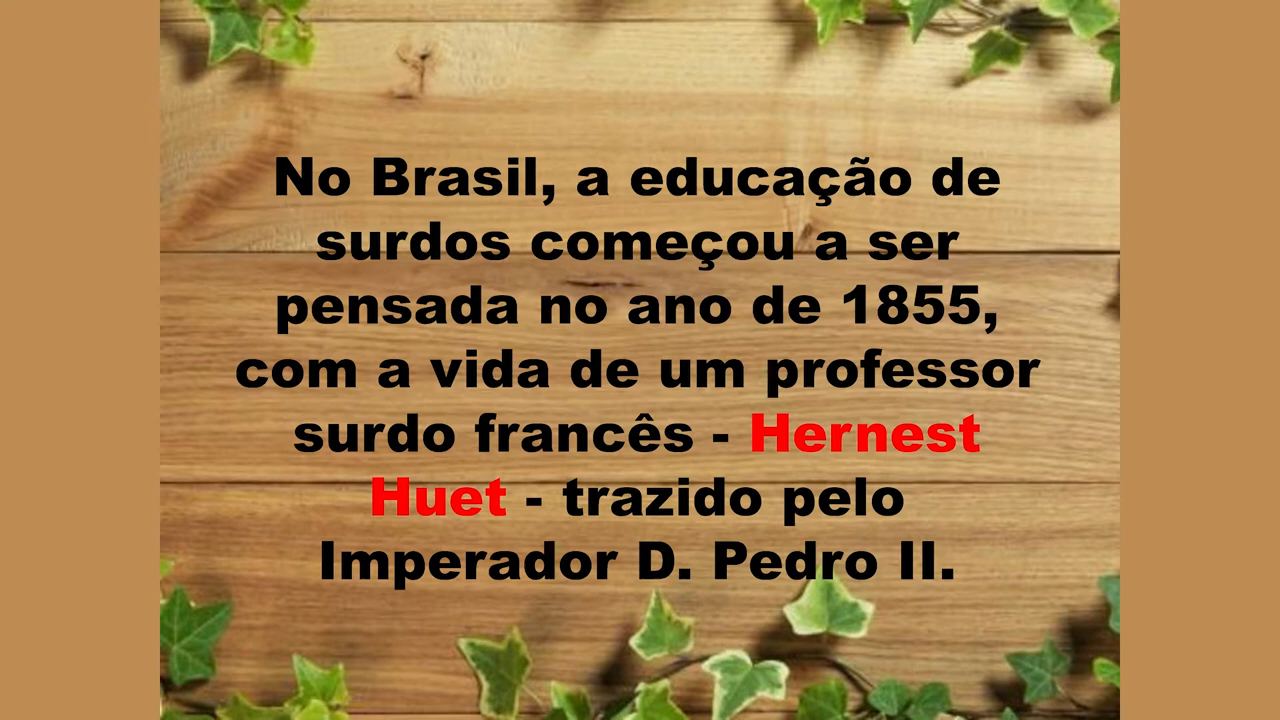 No Brasil, a educação de
surdos começou a ser
pensada no ano de 1855,
com a vida de um professor
surdo francês - Hernest
Huet - trazido pelo
Imperador D. Pedro II.